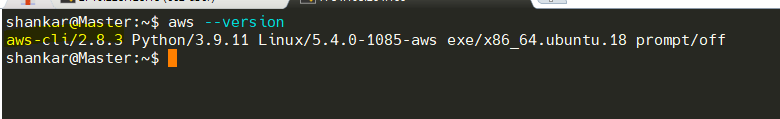 shankar@Master:~$ aws --version
aws-cli/2.8.3 Python/3.9.11 Linux/5.4.0-1085-aws exe/x86_64.ubuntu.18 prompt/off
shankar@Master:~$